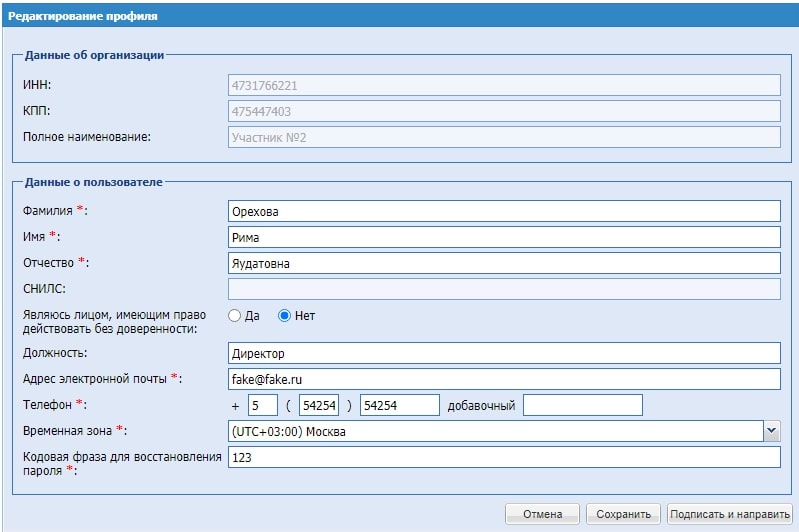 Редактирование профиля
Данные об организации
ИНН: 4731766221
КПП: 475447403
Полное наименование: Участник №2
Данные о пользователе
Фамилия *: Орехова
Имя *: Рима
Отчество *: Яудатовна
СНИЛС:
Являюсь лицом, имеющим право
действовать без доверенности: Да Нет
Должность: Директор
Адрес электронной почты *: fake@fake.ru
Телефон *: + 5 ( 54254 ) 54254 добавочный
Временная зона *: (UTC+03:00) Москва
Кодовая фраза для восстановления
пароля *: 123
Отмена Сохранить Подписать и направить